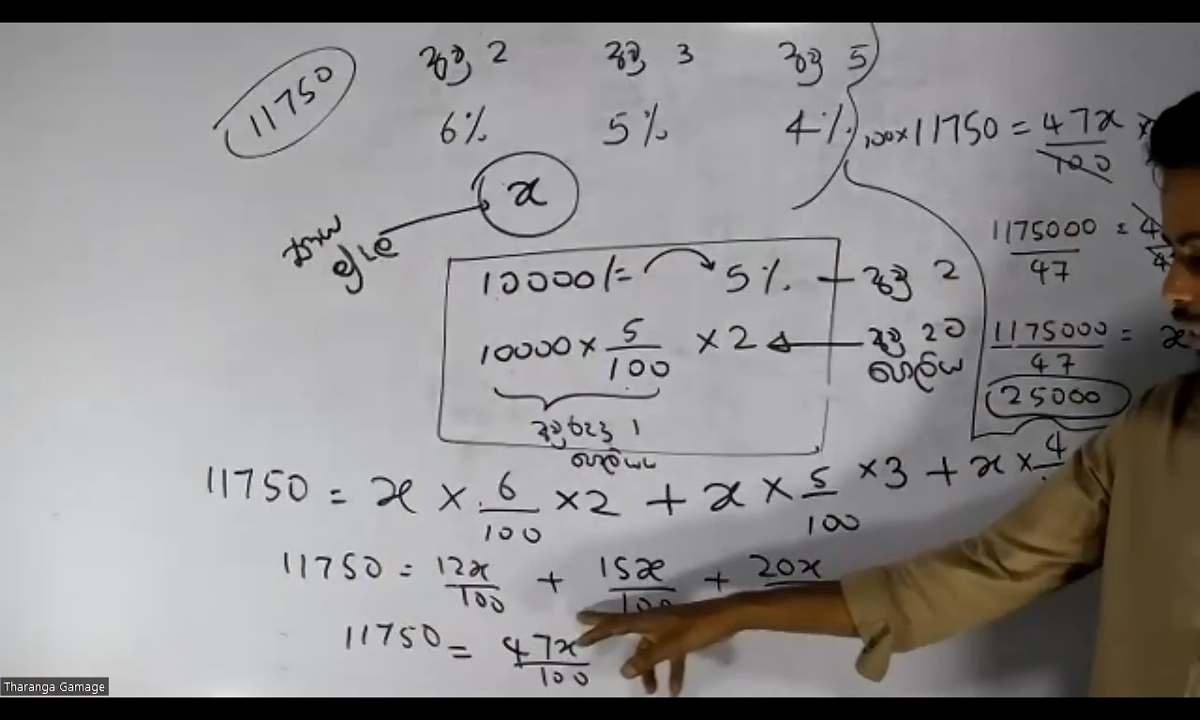 11750
අවු 2 අවු 3 අවු 5
6% 5% 4%
x
මුල
10000/= 5% — අවු 2
10000 × 5/100 × 2 ← අවු 2 ට පොලිය
අවුරුදු 1
11750 = x × 6/100 × 2 + x × 5/100 × 3 + x × 4
11750 = 12x/100 + 15x/100 + 20x
11750 = 47x/100
100 × 11750 = 47x/100 ×
1175000/47 = 4
1175000/47 = x
25000
Tharanga Gamage